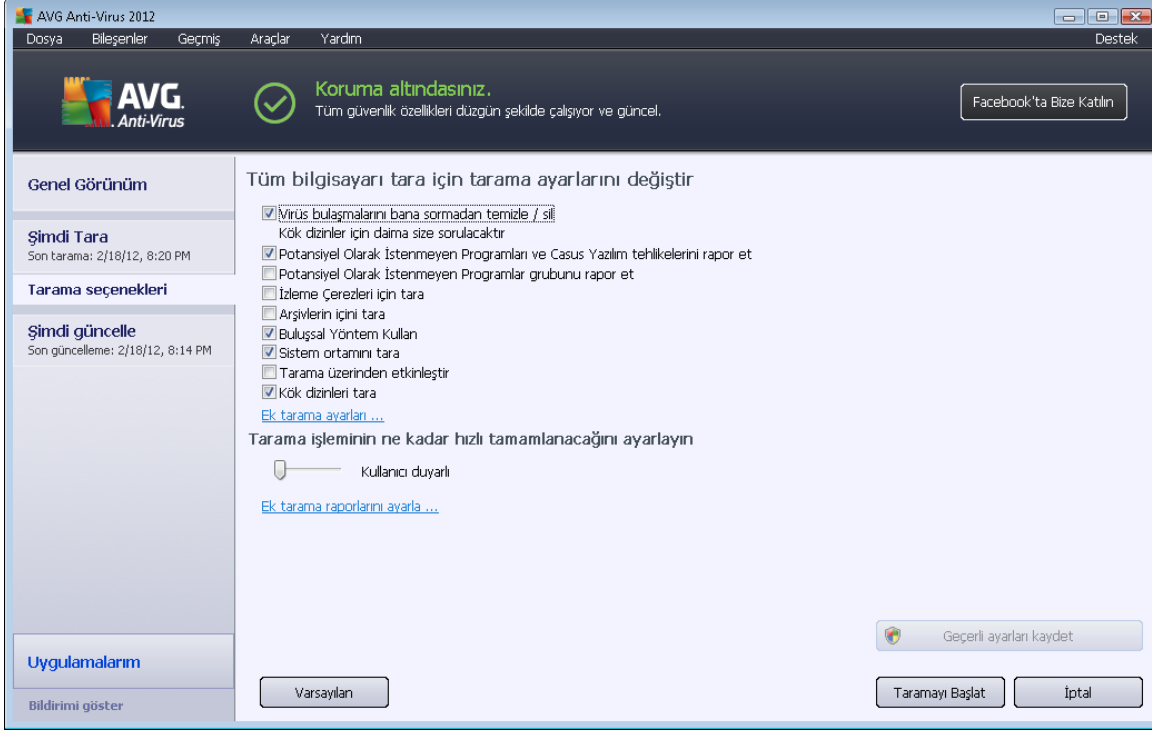 AVG Anti-Virus 2012
Dosya Bileşenler Geçmiş Araçlar Yardım Destek
AVG.
Anti-Virus
Koruma altındasınız.
Tüm güvenlik özellikleri düzgün şekilde çalışıyor ve güncel.
Facebook'ta Bize Katılın
Genel Görünüm
Şimdi Tara
Son tarama: 2/18/12, 8:20 PM
Tarama seçenekleri
Şimdi güncelle
Son güncelleme: 2/18/12, 8:14 PM
Uygulamalarım
Bildirimi göster
Tüm bilgisayarı tara için tarama ayarlarını değiştir
Virüs bulaşmalarını bana sormadan temizle / sil
Kök dizinler için daima size sorulacaktır
Potansiyel Olarak İstenmeyen Programları ve Casus Yazılım tehlikelerini rapor et
Potansiyel Olarak İstenmeyen Programlar grubunu rapor et
İzleme Çerezleri için tara
Arşivlerin içini tara
Buluşsal Yöntem Kullan
Sistem ortamını tara
Tarama üzerinden etkinleştir
Kök dizinleri tara
Ek tarama ayarları ...
Tarama işleminin ne kadar hızlı tamamlanacağını ayarlayın
Kullanıcı duyarlı
Ek tarama raporlarını ayarla ...
Geçerli ayarları kaydet
Varsayılan
Taramayı Başlat
İptal